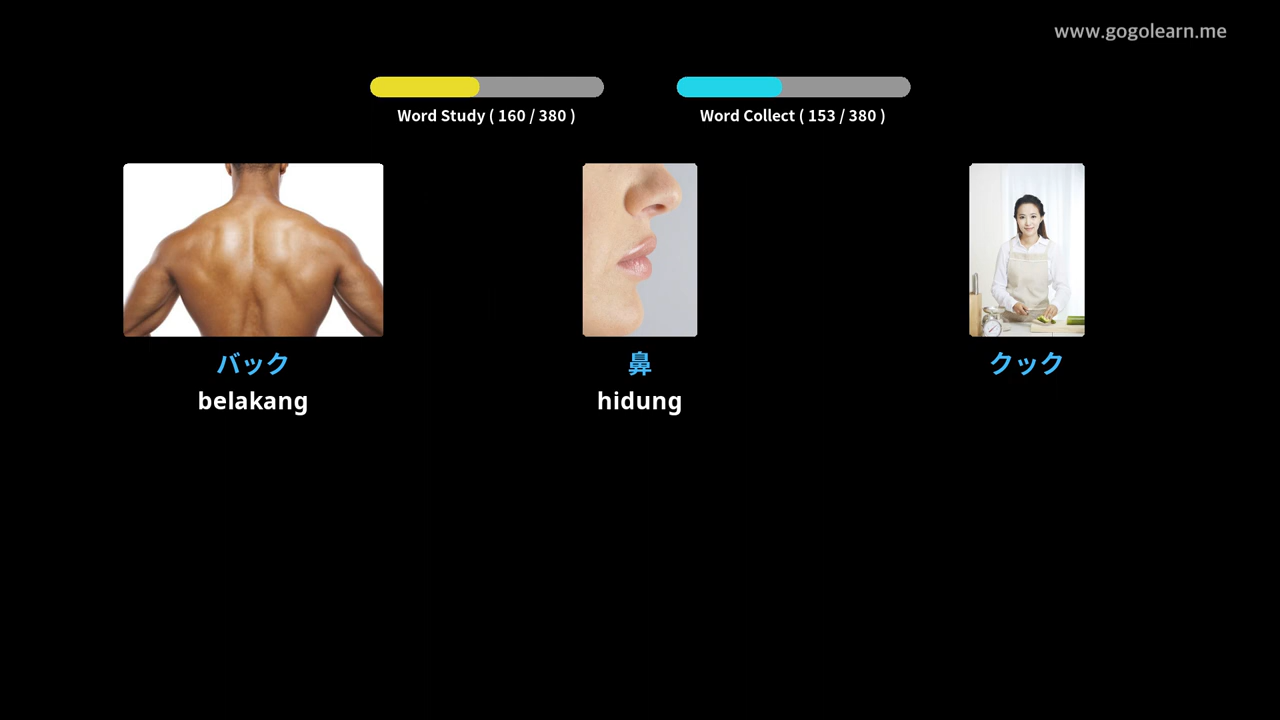 www.gogolearn.me
Word Study ( 160 / 380 )
Word Collect ( 153 / 380 )
バック
belakang
鼻
hidung
クック